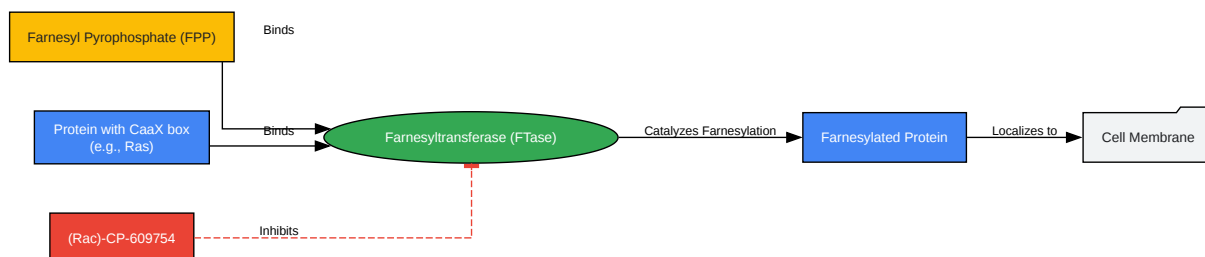 Farnesyl Pyrophosphate (FPP)
Binds
Protein with CaaX box
(e.g., Ras)
Binds
Farnesyltransferase (FTase)
Catalyzes Farnesylation
Farnesylated Protein
Localizes to
Cell Membrane
(Rac)-CP-609754
Inhibits